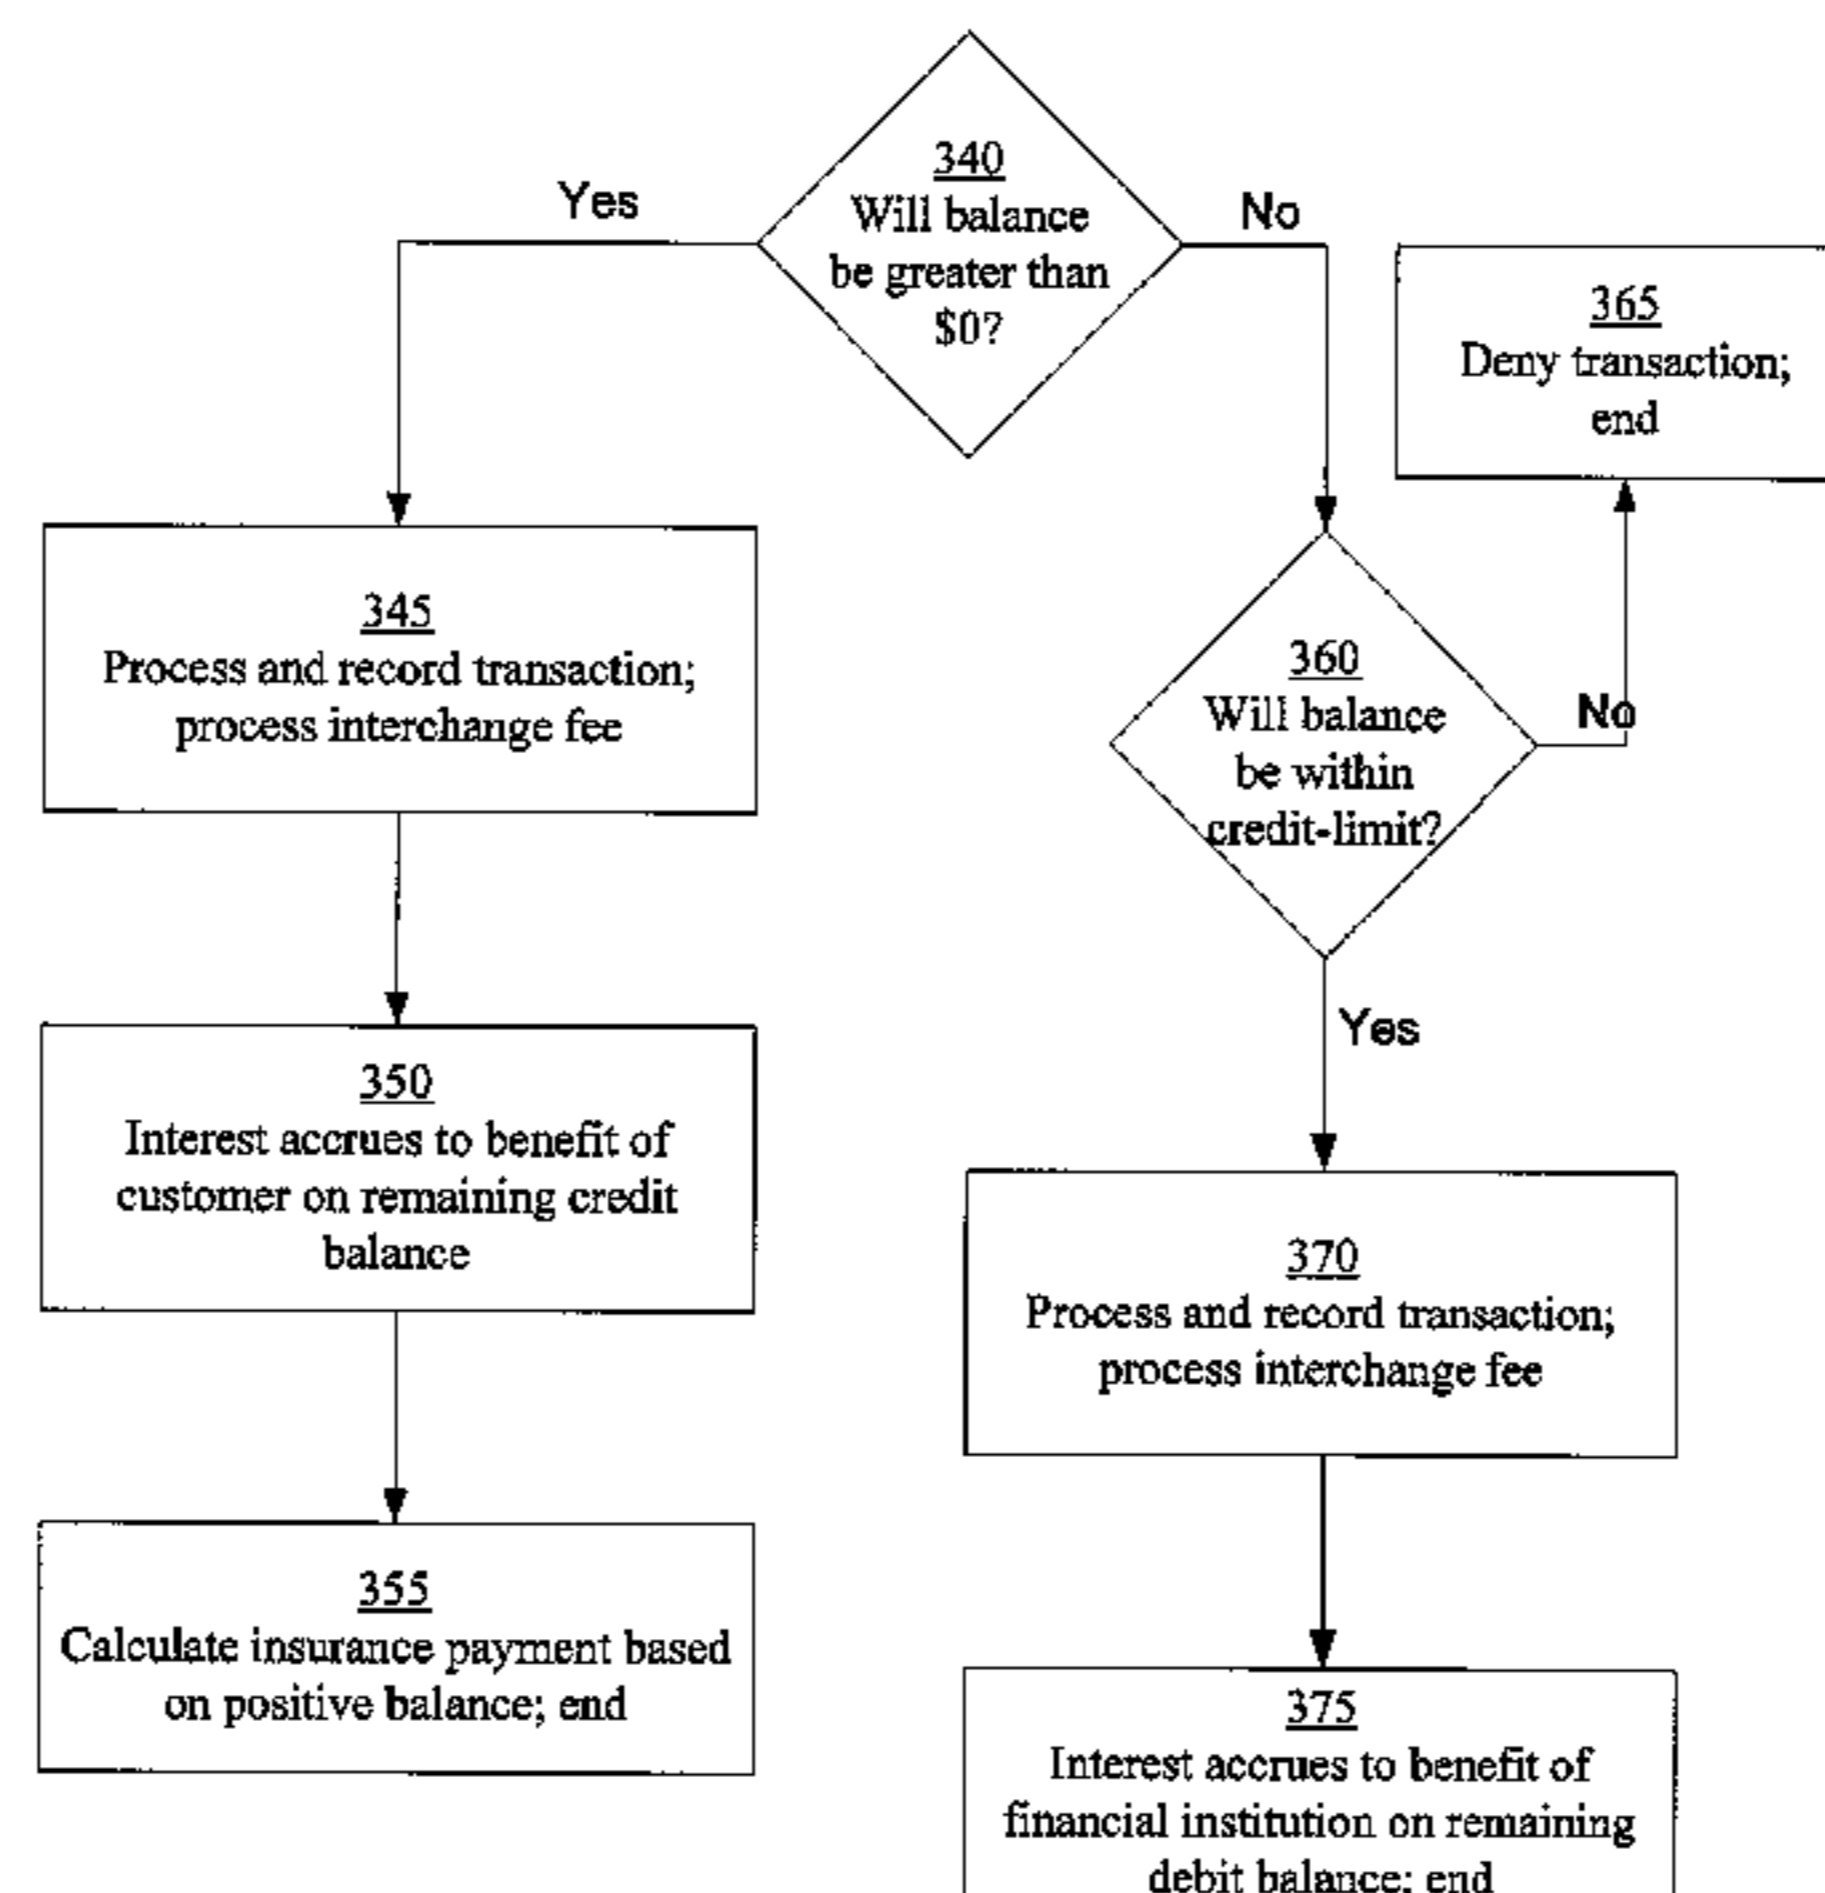 340
Will balance
be greater than
$0?
Yes
No
365
Deny transaction;
end
345
Process and record transaction;
process interchange fee
360
Will balance
be within
credit-limit?
No
Yes
350
Interest accrues to benefit of
customer on remaining credit
balance
370
Process and record transaction;
process interchange fee
355
Calculate insurance payment based
on positive balance; end
375
Interest accrues to benefit of
financial institution on remaining
debit balance; end